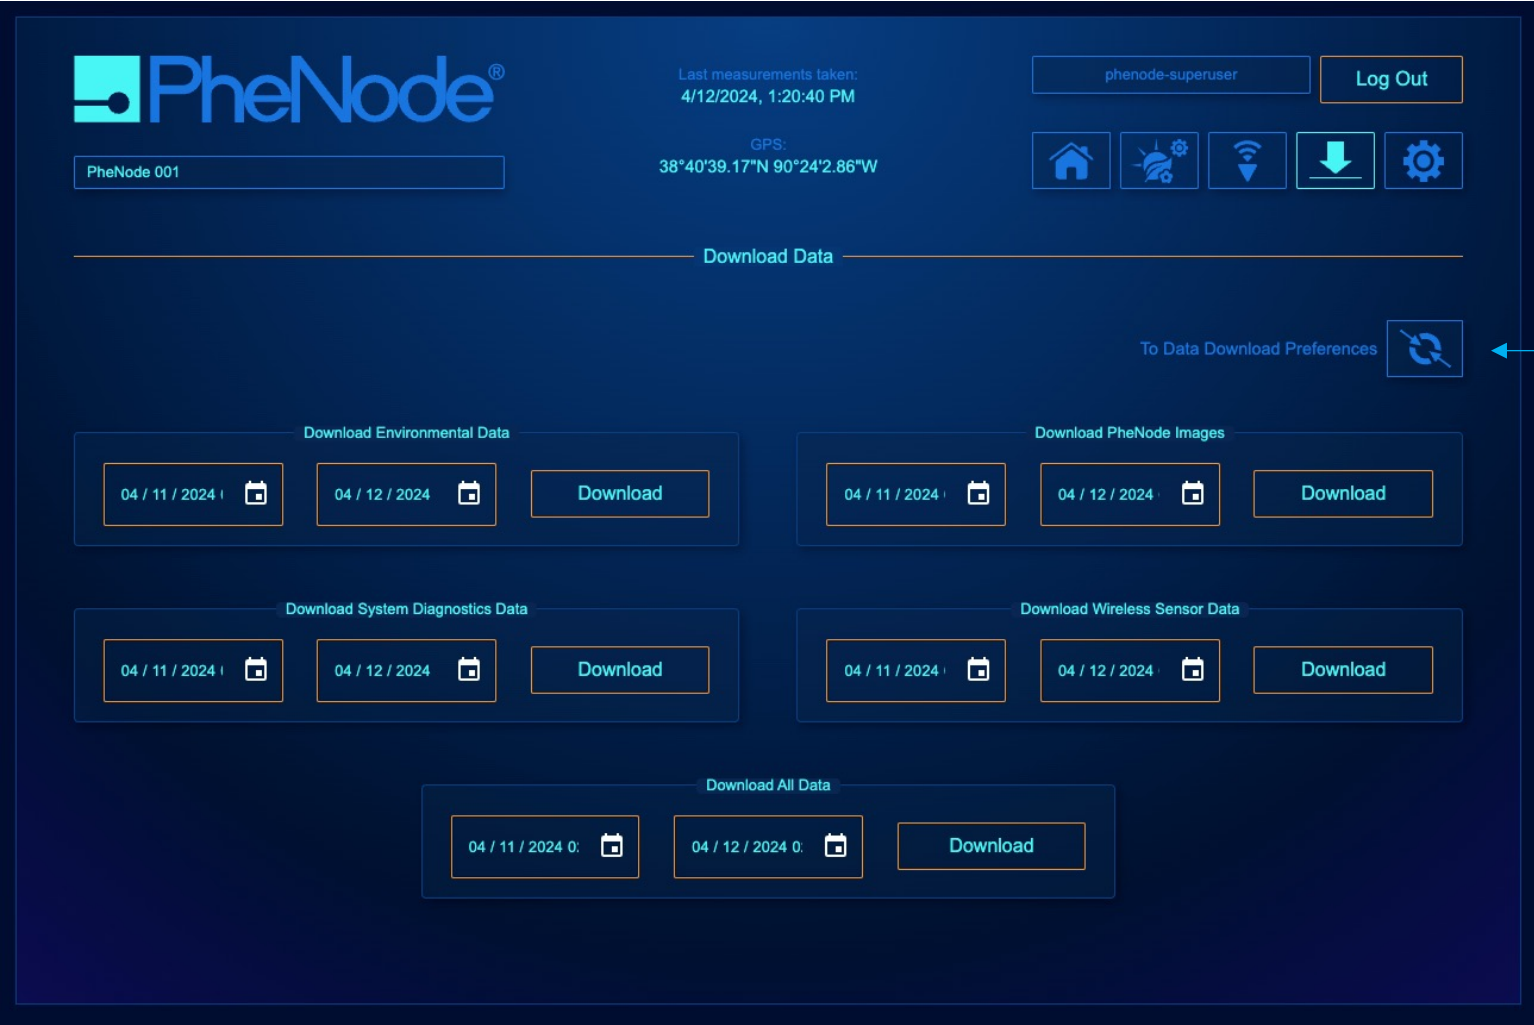 PheNode®
Last measurements taken:
4/12/2024, 1:20:40 PM
phenode-superuser
Log Out
GPS:
38°40'39.17"N 90°24'2.86"W
PheNode 001
Download Data
To Data Download Preferences
Download Environmental Data
04 / 11 / 2024
04 / 12 / 2024
Download
Download PheNode Images
04 / 11 / 2024
04 / 12 / 2024
Download
Download System Diagnostics Data
04 / 11 / 2024
04 / 12 / 2024
Download
Download Wireless Sensor Data
04 / 11 / 2024
04 / 12 / 2024
Download
Download All Data
04 / 11 / 2024 0
04 / 12 / 2024 0
Download